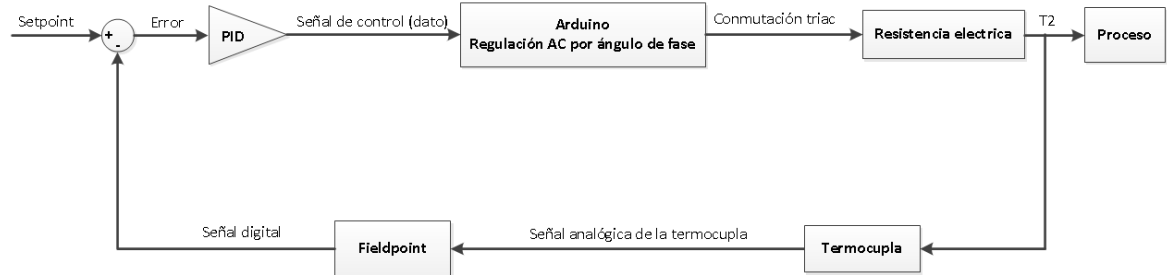 Setpoint
+
-
Error
PID
Señal de control (dato)
Arduino
Regulación AC por ángulo de fase
Conmutación triac
Resistencia electrica
T2
Proceso
Señal digital
Fieldpoint
Señal analógica de la termocupla
Termocupla